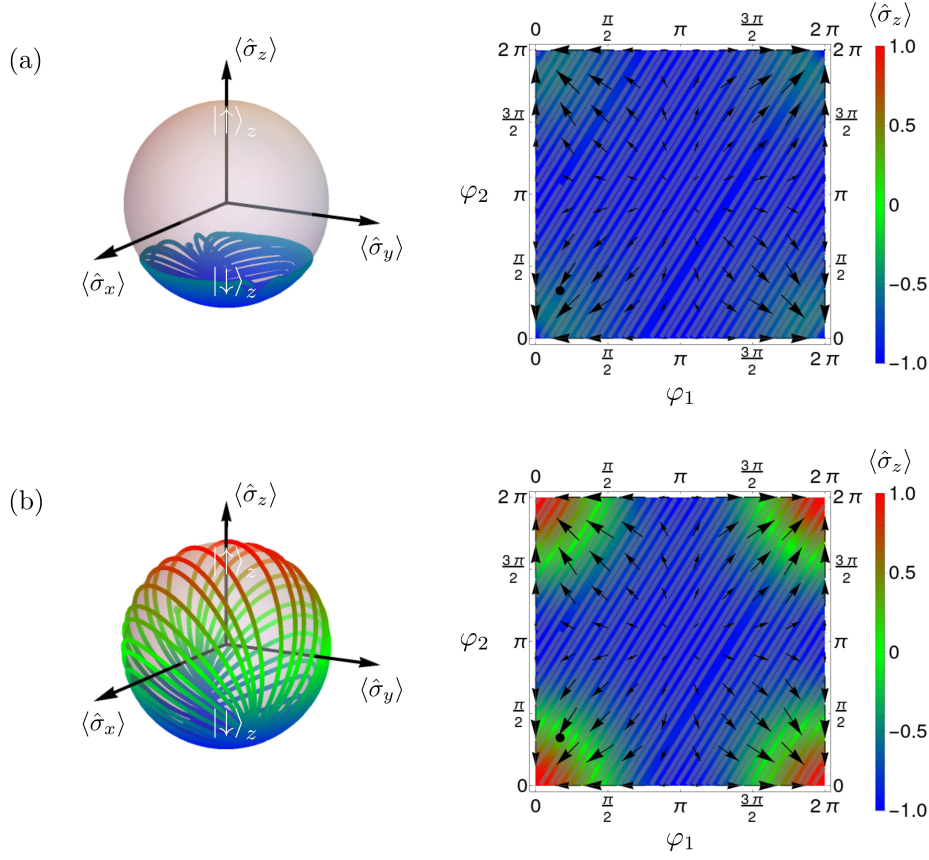 (a)
⟨σ̂z⟩
|↑⟩z
⟨σ̂x⟩
⟨σ̂y⟩
|↓⟩z
0 π/2 π 3π/2 2π
⟨σ̂z⟩
2π
3π/2
π
π/2
0
φ2
0 π/2 π 3π/2 2π
φ1
2π
3π/2
π
π/2
0
1.0
0.5
0
−0.5
−1.0
(b)
⟨σ̂z⟩
|↑⟩z
⟨σ̂x⟩
⟨σ̂y⟩
|↓⟩z
0 π/2 π 3π/2 2π
⟨σ̂z⟩
2π
3π/2
π
π/2
0
φ2
0 π/2 π 3π/2 2π
φ1
2π
3π/2
π
π/2
0
1.0
0.5
0
−0.5
−1.0